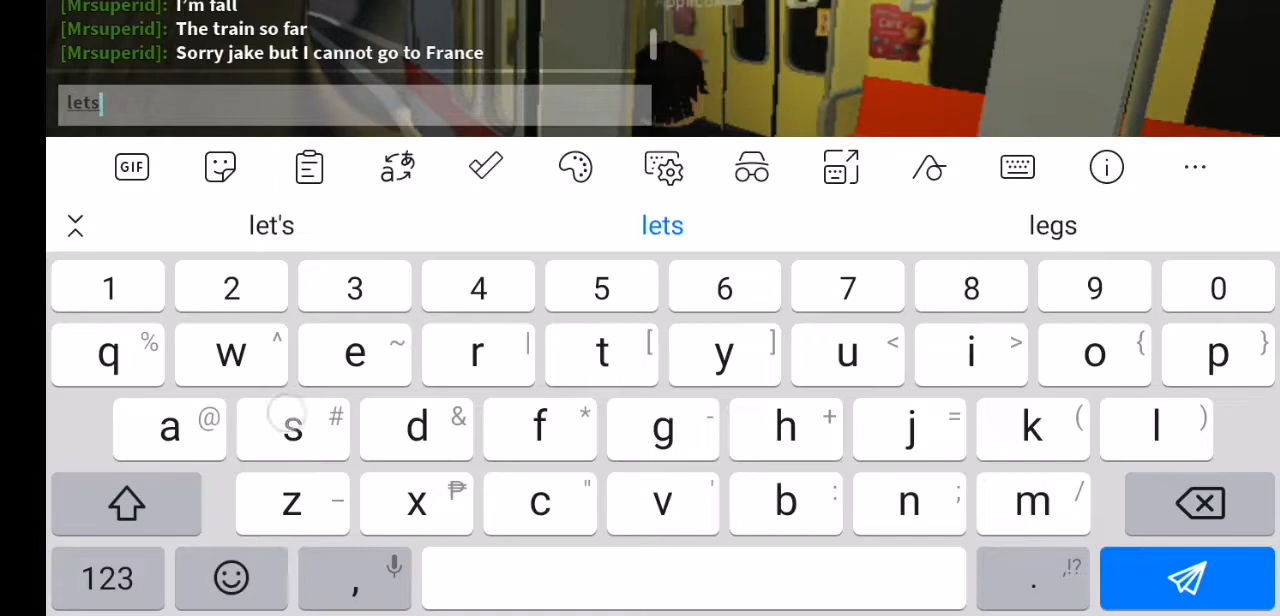 [Mrsuperid]: I'm fall
[Mrsuperid]: The train so far
[Mrsuperid]: Sorry jake but I cannot go to France
lets
GIF
let's lets legs
1 2 3 4 5 6 7 8 9 0
q % w ^ e ~ r | t [ y ] u < i > o { p }
a @ s # d & f * g - h + j = k ( l )
z _ x ₱ c " v ' b : n ; m /
123 , . ,!?